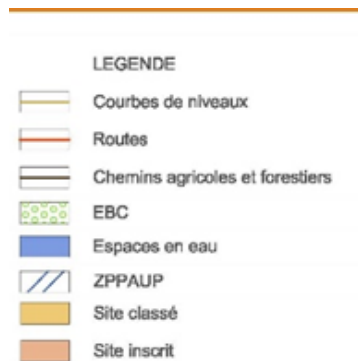 LEGENDE
Courbes de niveaux
Routes
Chemins agricoles et forestiers
EBC
Espaces en eau
ZPPAUP
Site classé
Site inscrit